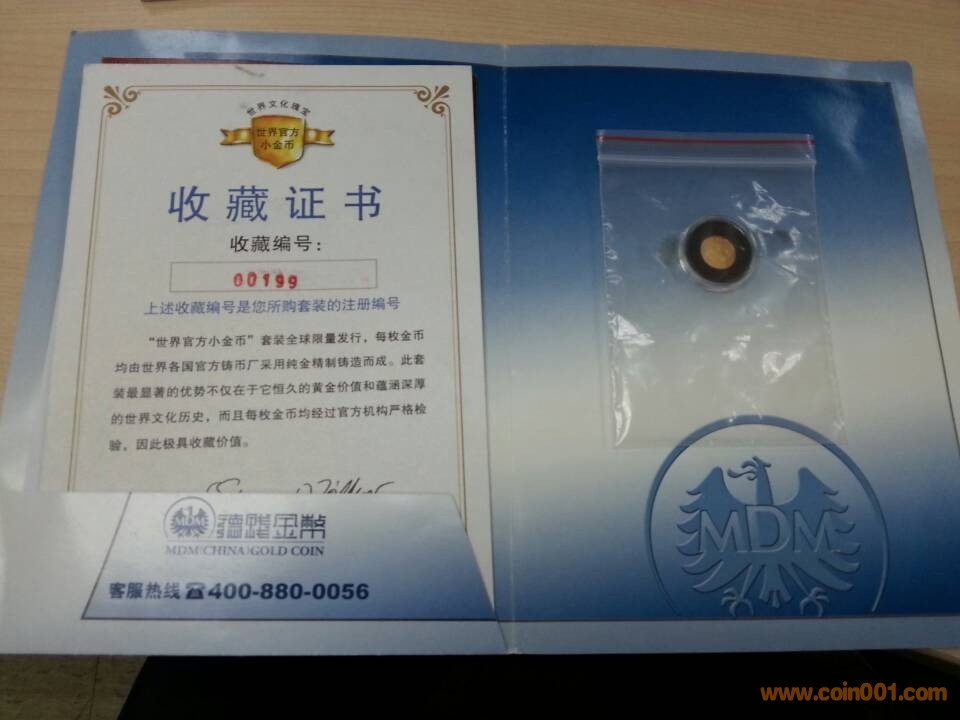 世界文化瑰宝
世界官方
小金币
收藏证书
收藏编号：
00199
上述收藏编号是您所购套装的注册编号
“世界官方小金币”套装全球限量发行，每枚金币
均由世界各国官方铸币厂采用纯金精制铸造而成。此套
装最显著的优势不仅在于它恒久的黄金价值和蕴涵深厚
的世界文化历史，而且每枚金币均经过官方机构严格检
验，因此极具收藏价值。
MDM
德践金幣
MDM(CHINA)GOLD COIN
客服热线☎400-880-0056
MDM
www.coin001.com